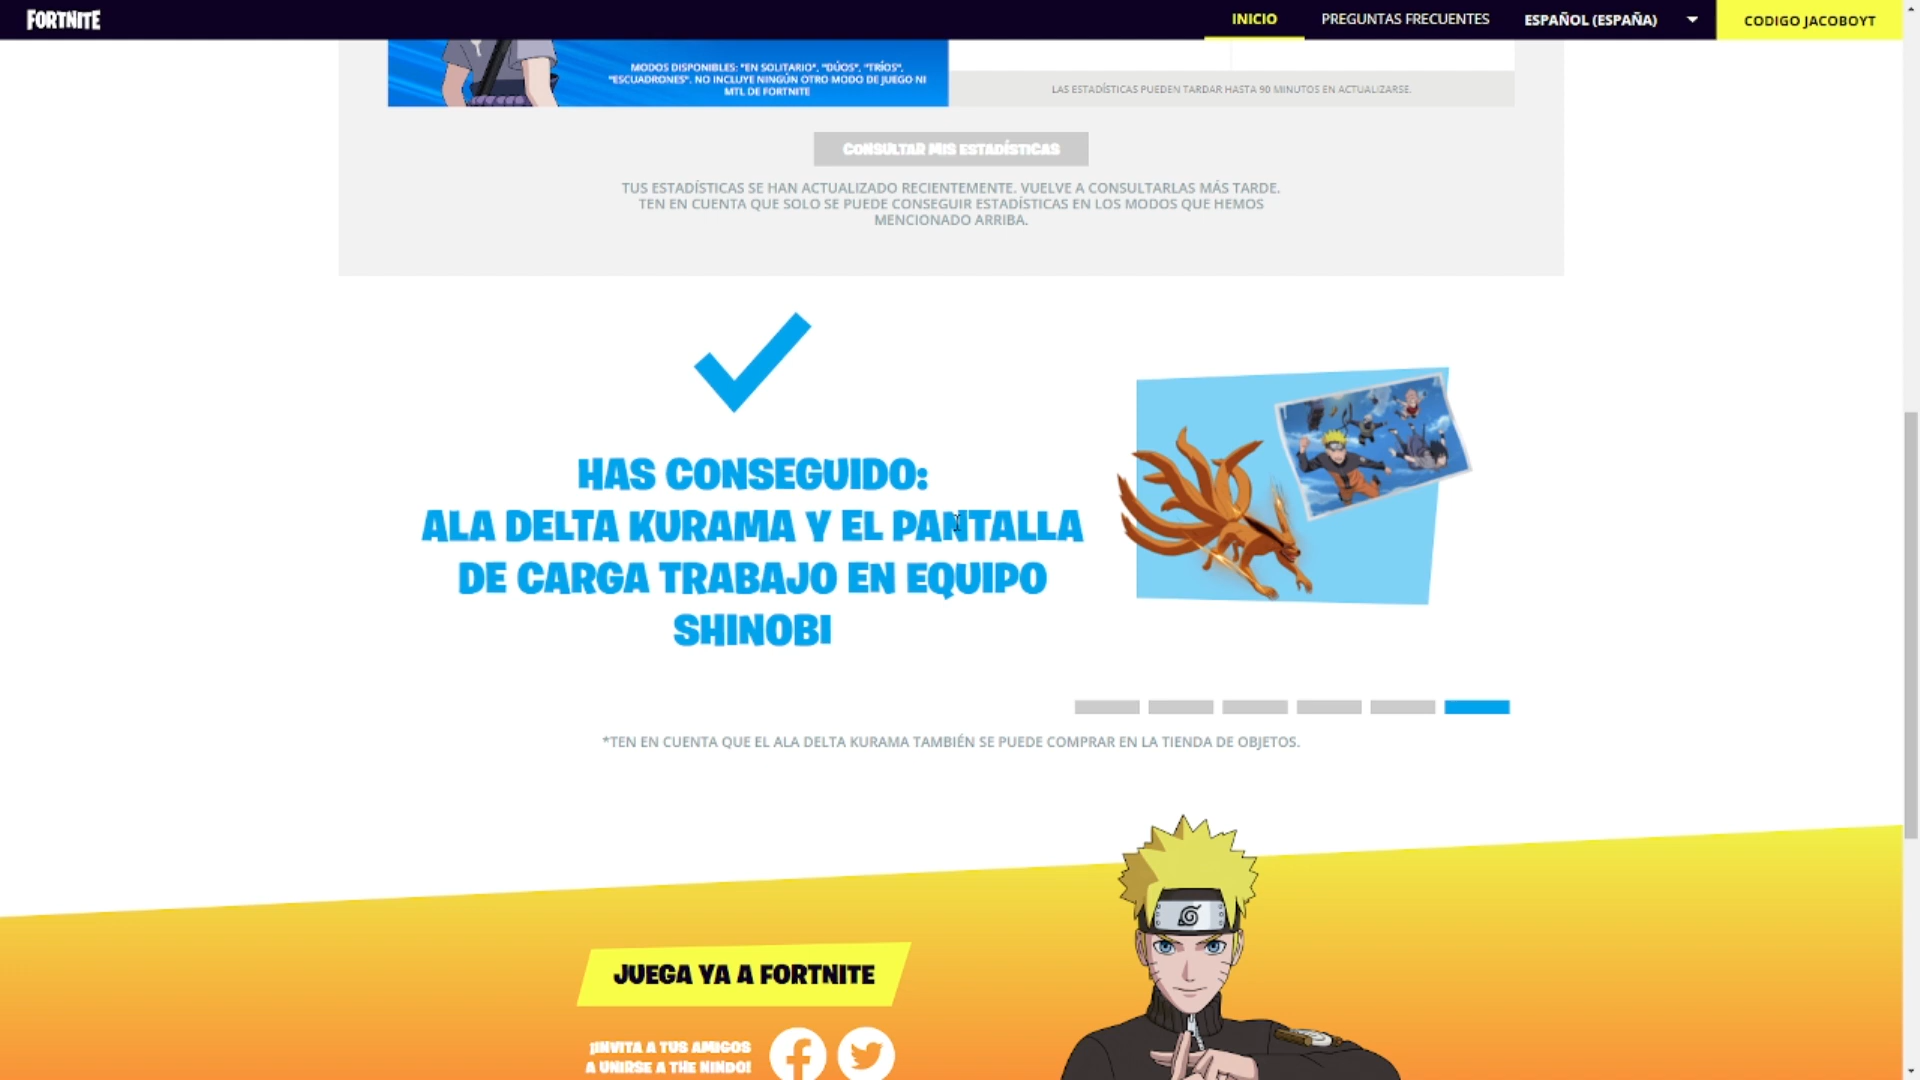 FORTNITE
INICIO
PREGUNTAS FRECUENTES
ESPAÑOL (ESPAÑA)
CODIGO JACOBOYT
MODOS DISPONIBLES: "EN SOLITARIO", "DÚOS", "TRÍOS",
"ESCUADRONES". NO INCLUYE NINGÚN OTRO MODO DE JUEGO NI
MTL DE FORTNITE
LAS ESTADÍSTICAS PUEDEN TARDAR HASTA 90 MINUTOS EN ACTUALIZARSE.
CONSULTAR MIS ESTADÍSTICAS
TUS ESTADÍSTICAS SE HAN ACTUALIZADO RECIENTEMENTE. VUELVE A CONSULTARLAS MÁS TARDE.
TEN EN CUENTA QUE SOLO SE PUEDE CONSEGUIR ESTADÍSTICAS EN LOS MODOS QUE HEMOS
MENCIONADO ARRIBA.
HAS CONSEGUIDO:
ALA DELTA KURAMA Y EL PANTALLA
DE CARGA TRABAJO EN EQUIPO
SHINOBI
*TEN EN CUENTA QUE EL ALA DELTA KURAMA TAMBIÉN SE PUEDE COMPRAR EN LA TIENDA DE OBJETOS.
JUEGA YA A FORTNITE
¡INVITA A TUS AMIGOS
A UNIRSE A THE NINDO!